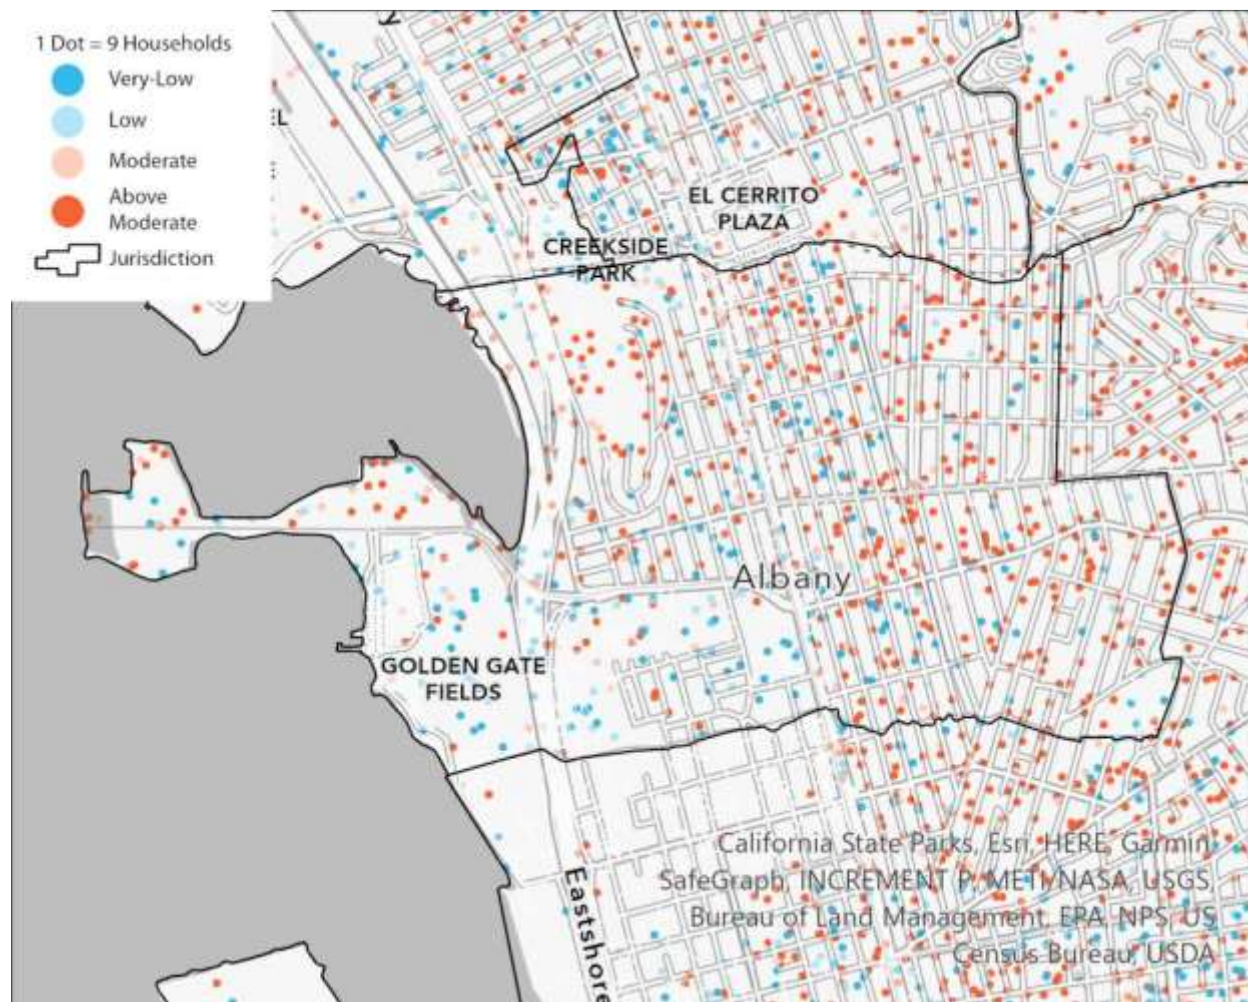 1 Dot = 9 Households
Very-Low
Low
Moderate
Above
Moderate
Jurisdiction
EL CERRITO
PLAZA
CREEKSIDE
PARK
Albany
GOLDEN GATE
FIELDS
Eastshore
California State Parks, Esri, HERE, Garmin,
SafeGraph, INCREMENT P, METI/NASA, USGS,
Bureau of Land Management, EPA, NPS, US
Census Bureau, USDA